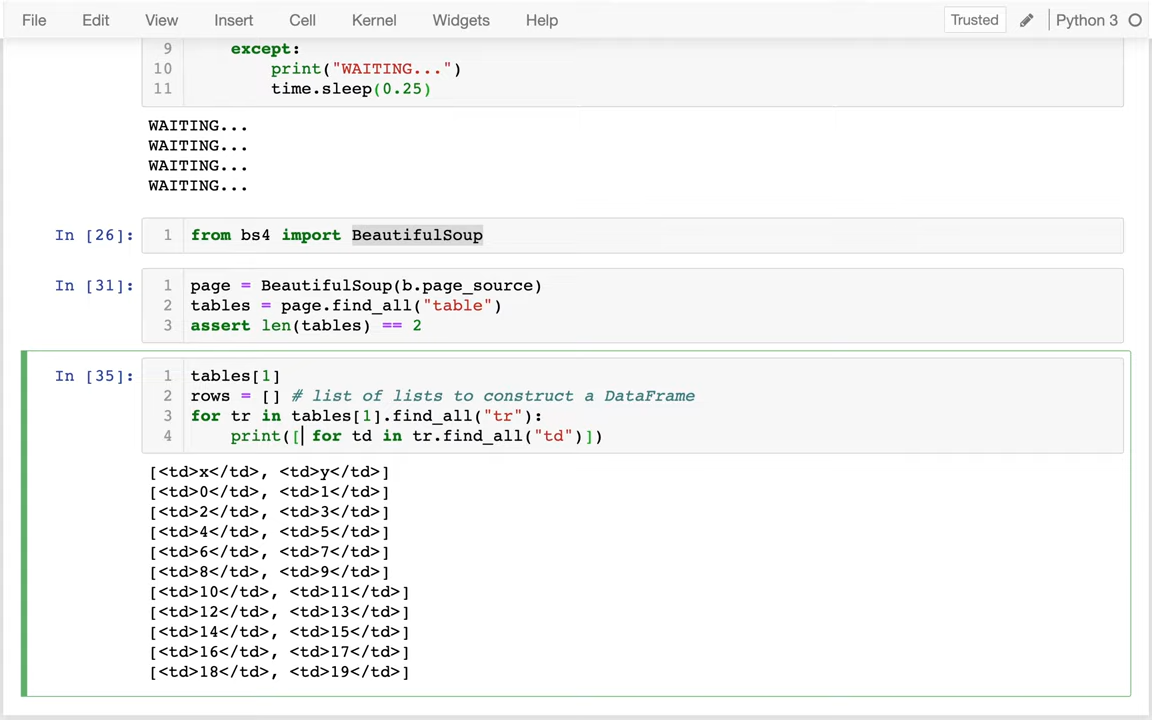 File Edit View Insert Cell Kernel Widgets Help Trusted Python 3
9 except:
10 print("WAITING...")
11 time.sleep(0.25)
WAITING...
WAITING...
WAITING...
WAITING...
In [26]: 1 from bs4 import BeautifulSoup
In [31]: 1 page = BeautifulSoup(b.page_source)
2 tables = page.find_all("table")
3 assert len(tables) == 2
In [35]: 1 tables[1]
2 rows = [] # list of lists to construct a DataFrame
3 for tr in tables[1].find_all("tr"):
4 print([ for td in tr.find_all("td")])
[<td>x</td>, <td>y</td>]
[<td>0</td>, <td>1</td>]
[<td>2</td>, <td>3</td>]
[<td>4</td>, <td>5</td>]
[<td>6</td>, <td>7</td>]
[<td>8</td>, <td>9</td>]
[<td>10</td>, <td>11</td>]
[<td>12</td>, <td>13</td>]
[<td>14</td>, <td>15</td>]
[<td>16</td>, <td>17</td>]
[<td>18</td>, <td>19</td>]